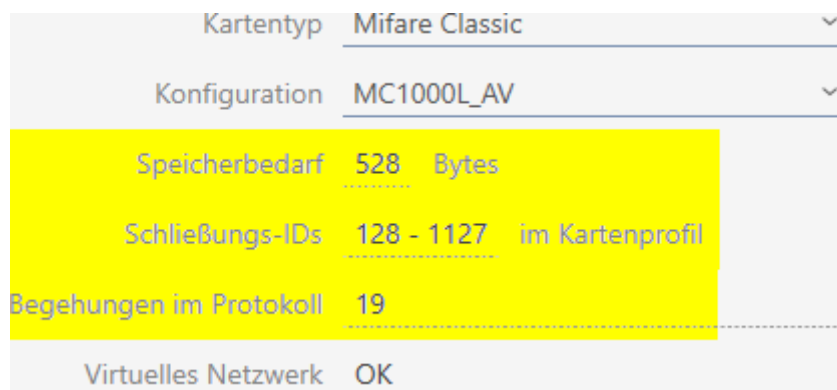 Kartentyp Mifare Classic
Konfiguration MC1000L_AV
Speicherbedarf 528 Bytes
Schließungs-IDs 128 - 1127 im Kartenprofil
Begehungen im Protokoll 19
Virtuelles Netzwerk OK